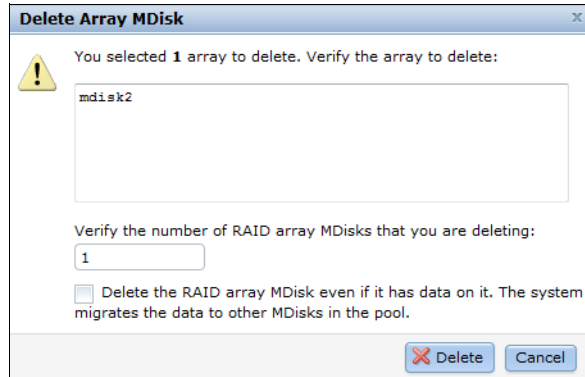 Delete Array MDisk
x
You selected 1 array to delete. Verify the array to delete:
mdisk2
Verify the number of RAID array MDisks that you are deleting:
1
Delete the RAID array MDisk even if it has data on it. The system
migrates the data to other MDisks in the pool.
Delete
Cancel